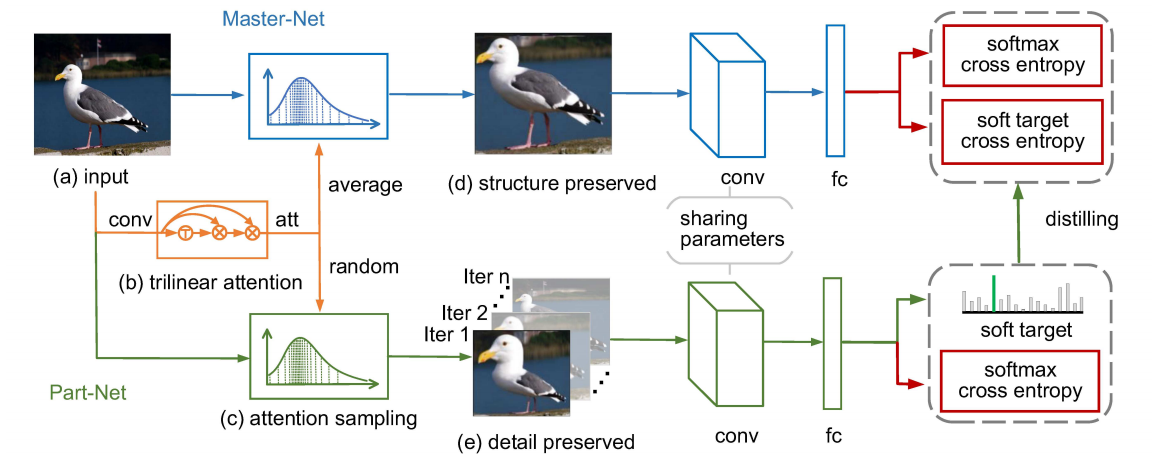 Master-Net
(a) input
conv
T
att
average
random
(b) trilinear attention
Part-Net
(c) attention sampling
(d) structure preserved
Iter n
Iter 2
Iter 1
(e) detail preserved
conv
sharing
parameters
conv
fc
fc
softmax
cross entropy
soft target
cross entropy
distilling
soft target
softmax
cross entropy